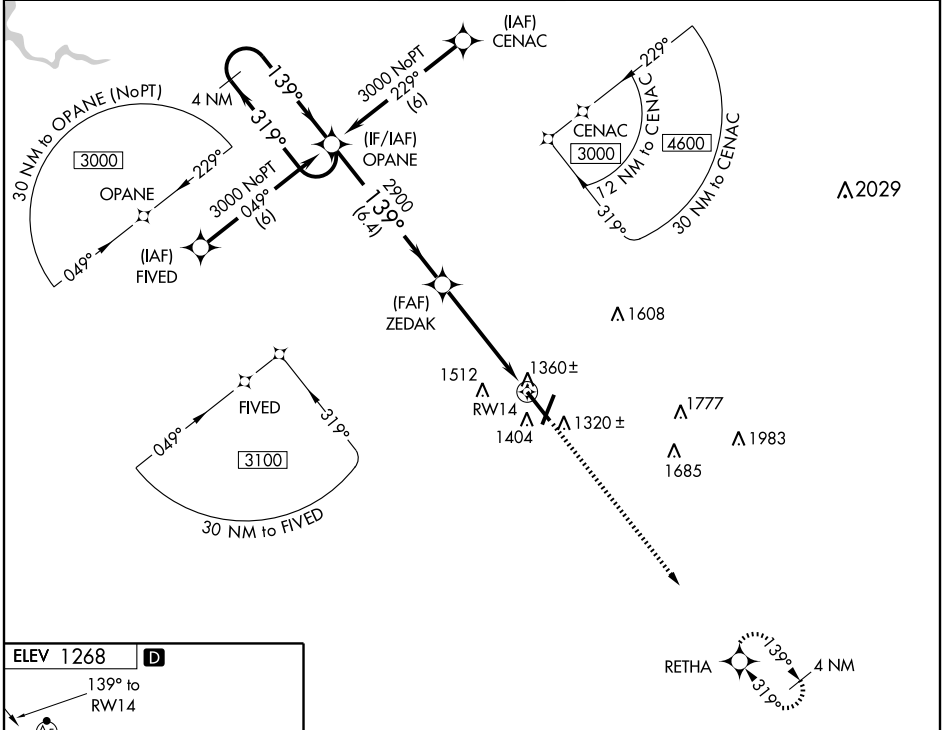 (IAF)
CENAC
3000 NoPT
229°
(6)
139°
4 NM
319°
(IF/IAF)
OPANE
30 NM to OPANE (NoPT)
3000
229°
OPANE
049°
3000 NoPT
049°
(6)
(IAF)
FIVED
229°
CENAC
3000
4600
12 NM to CENAC
30 NM to CENAC
319°
2029
2900
139°
(6.4)
(FAF)
ZEDAK
1608
1360±
1512
RW14
1404
1320±
1777
1983
1685
FIVED
049°
319°
3100
30 NM to FIVED
RETHA
139°
319°
4 NM
ELEV 1268 D
139° to
RW14